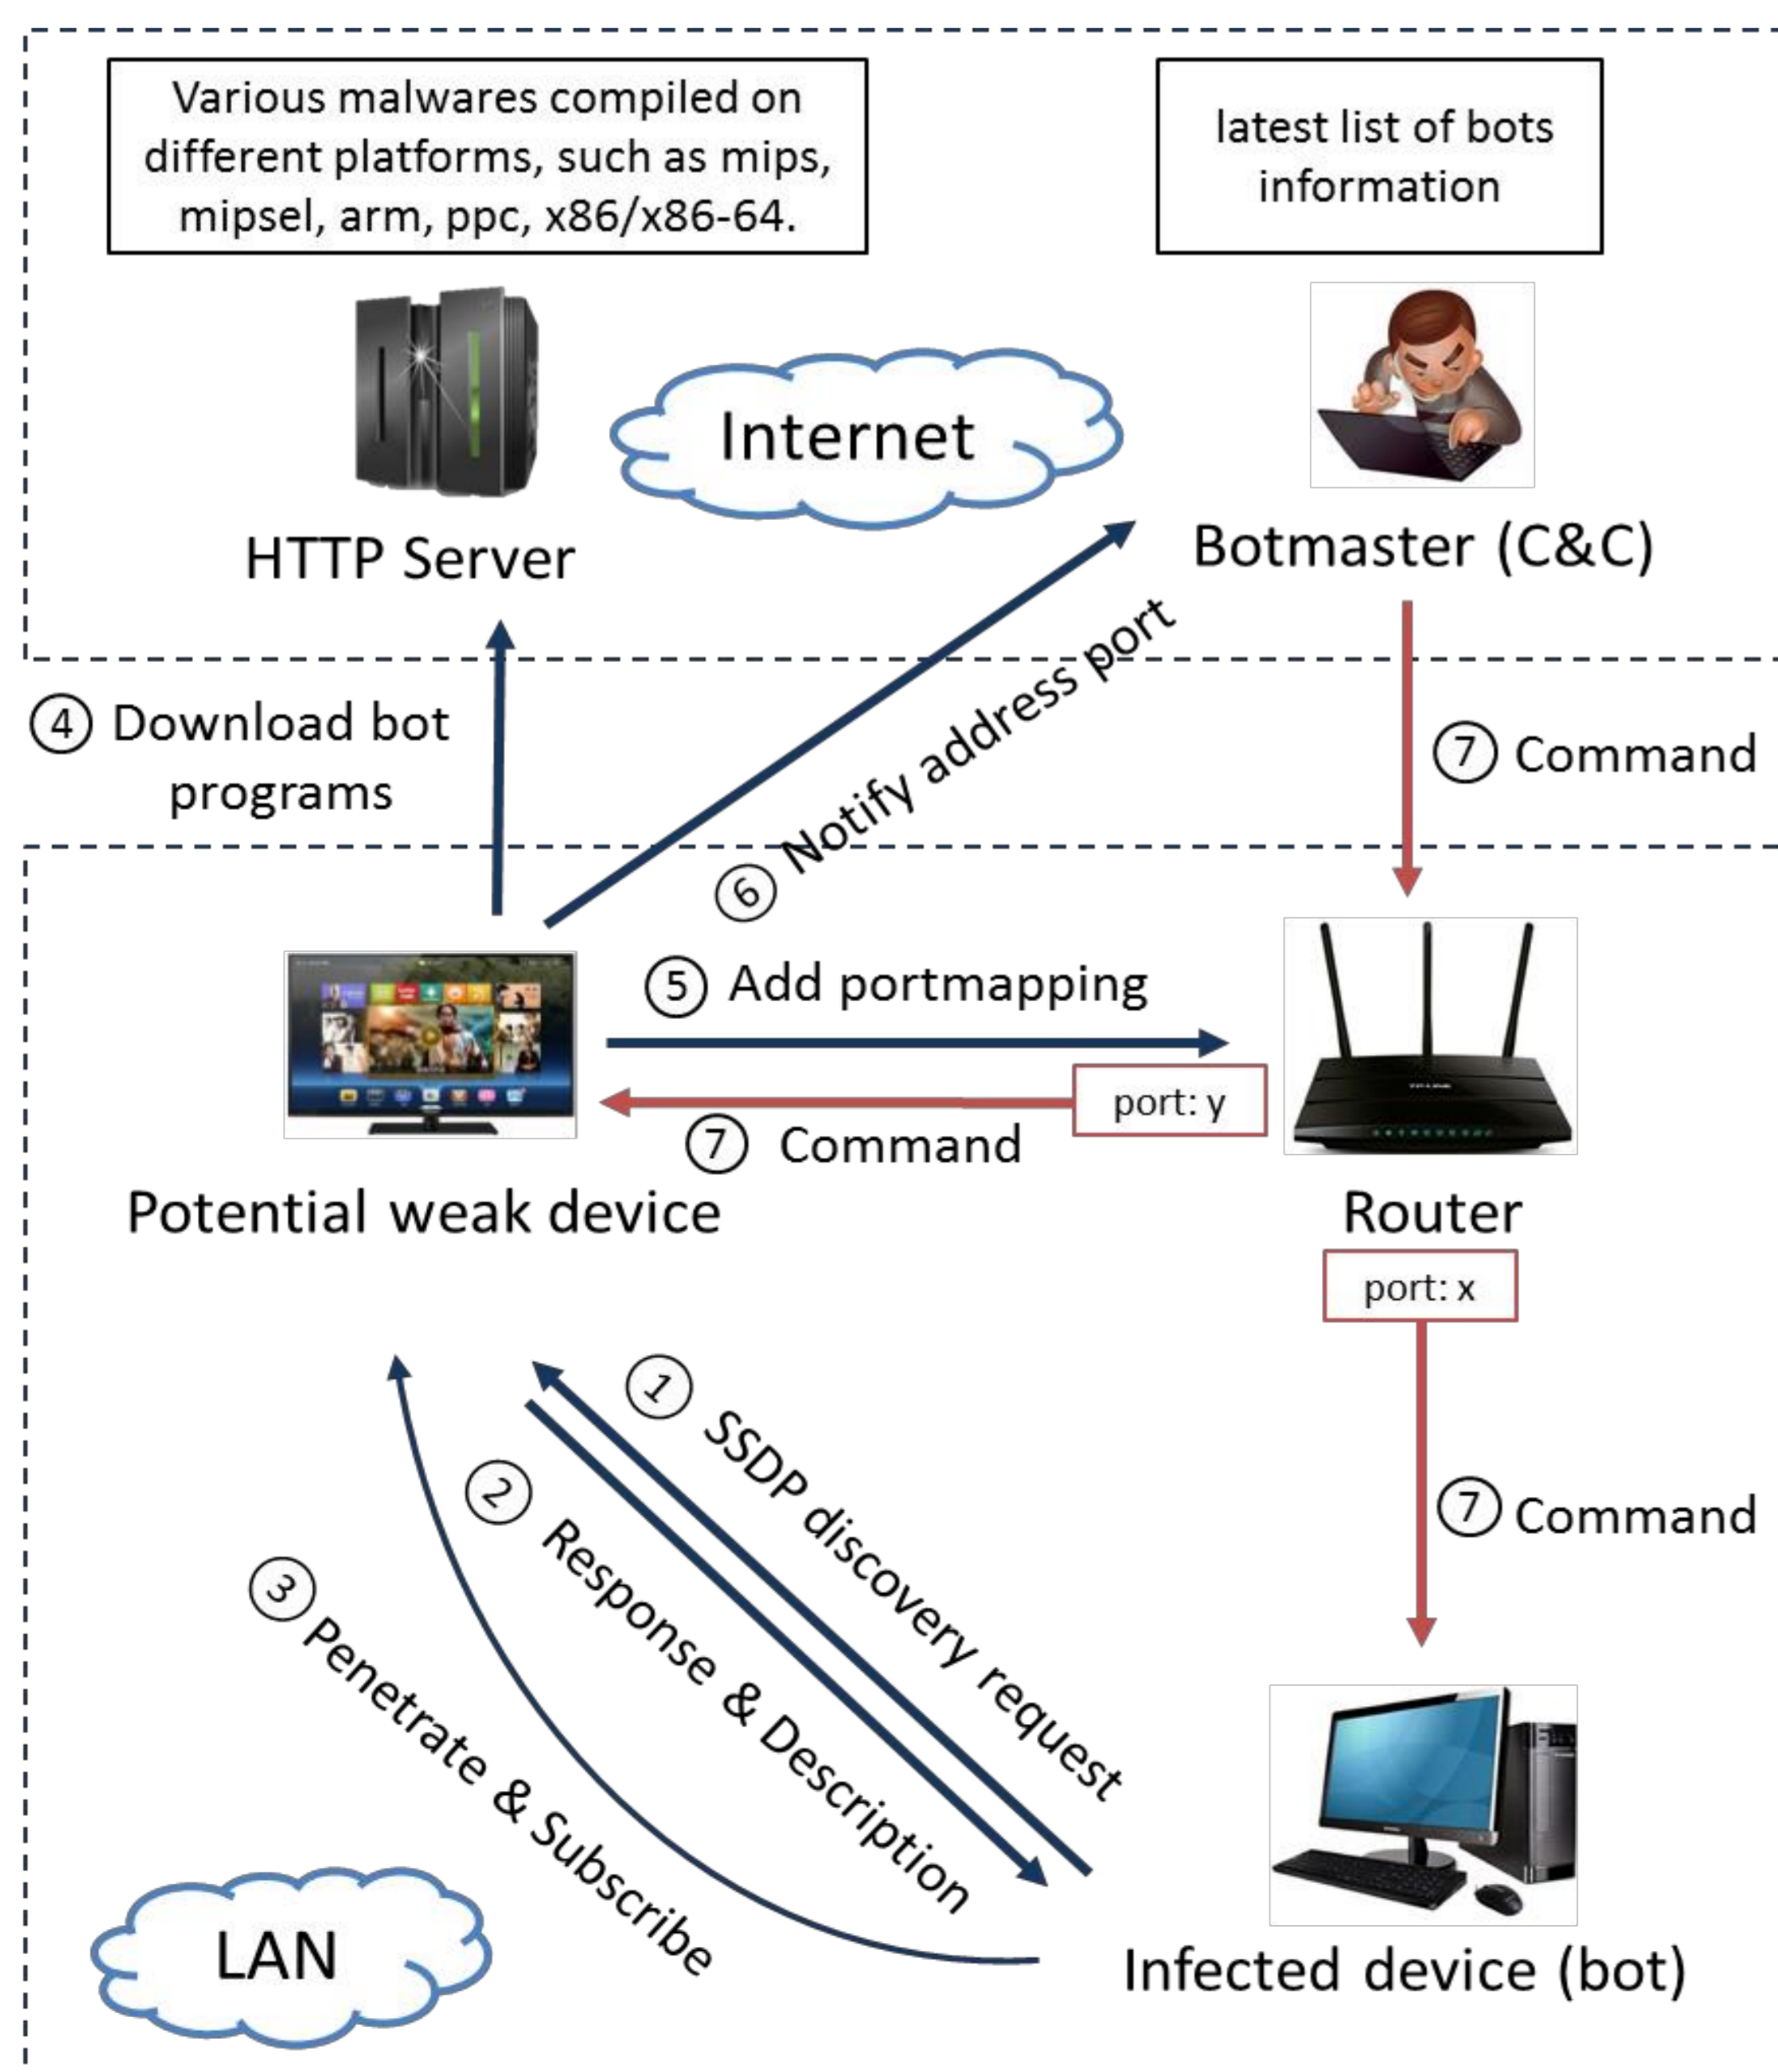 Various malwares compiled on
different platforms, such as mips,
mipsel, arm, ppc, x86/x86-64.
latest list of bots
information
Internet
HTTP Server
Botmaster (C&C)
4 Download bot
programs
6 Notify address port
7 Command
5 Add portmapping
TP-LINK
port: y
7 Command
Potential weak device
Router
port: x
1 SSDP discovery request
2 Response & Description
3 Penetrate & Subscribe
7 Command
LAN
Infected device (bot)